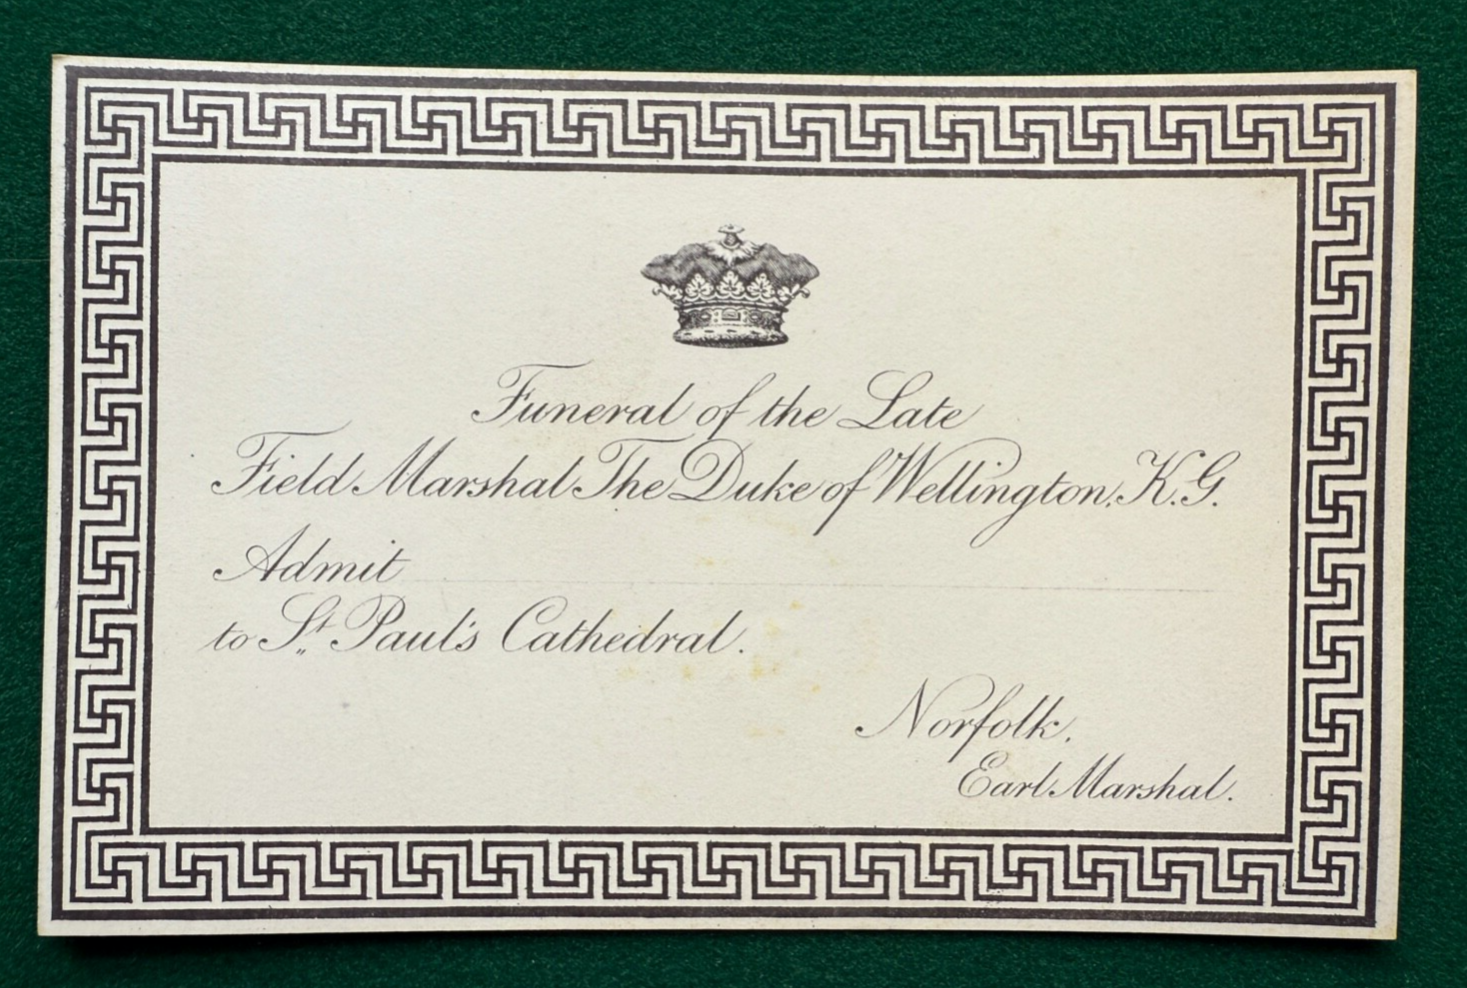 Funeral of the Late
Field Marshal The Duke of Wellington, K.G.
Admit
to St. Paul's Cathedral.
Norfolk.
Earl Marshal.